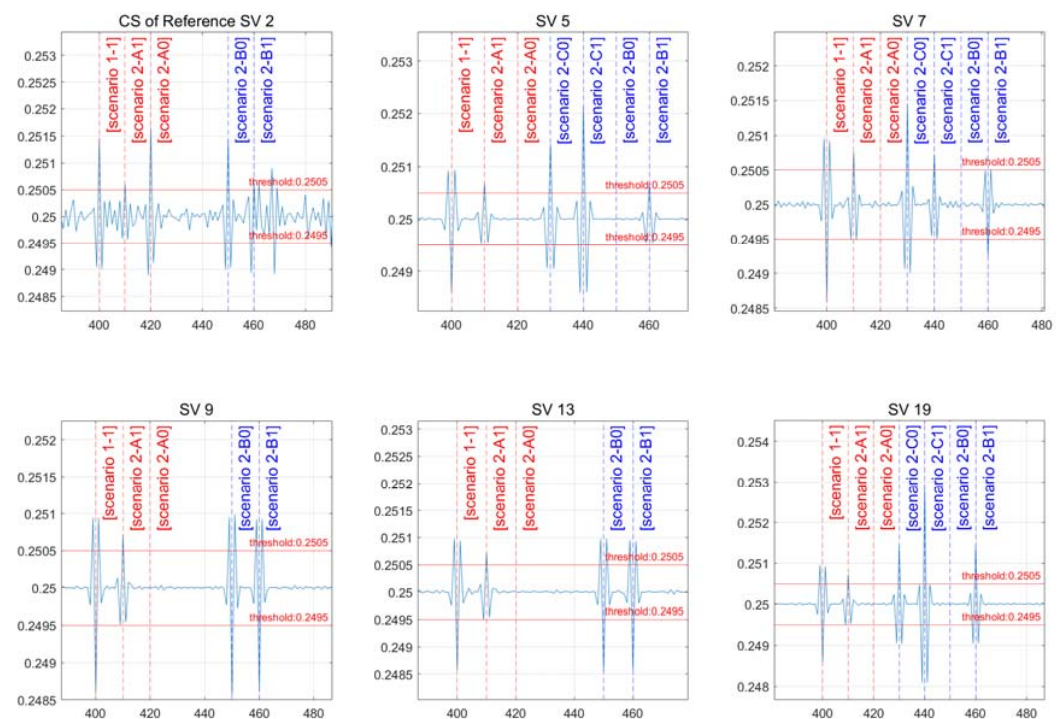 CS of Reference SV 2
0.2533
0.253
0.2525
0.252
0.2515
0.251
0.2505
0.25
0.2495
0.249
0.2485
[scenario 1-1]
[scenario 2-A1]
[scenario 2-A0]
[scenario 2-B0]
[scenario 2-B1]
threshold:0.2505
threshold:0.2495
400 420 440 460 480
SV 5
0.253
0.252
0.251
0.2505
0.25
0.2495
0.249
[scenario 1-1]
[scenario 2-A1]
[scenario 2-A0]
[scenario 2-C0]
[scenario 2-C1]
[scenario 2-B0]
[scenario 2-B1]
threshold:0.2505
threshold:0.2495
400 420 440 460
SV 7
0.252
0.2515
0.251
0.2505
0.25
0.2495
0.249
0.2485
[scenario 1-1]
[scenario 2-A1]
[scenario 2-A0]
[scenario 2-C0]
[scenario 2-C1]
[scenario 2-B0]
[scenario 2-B1]
threshold:0.2505
threshold:0.2495
400 420 440 460 480
SV 9
0.252
0.2515
0.251
0.2505
0.25
0.2495
0.249
0.2485
[scenario 1-1]
[scenario 2-A1]
[scenario 2-A0]
[scenario 2-B0]
[scenario 2-B1]
threshold:0.2505
threshold:0.2495
400 420 440 460 480
SV 13
0.253
0.2525
0.252
0.2515
0.251
0.2505
0.25
0.2495
0.249
0.2485
[scenario 1-1]
[scenario 2-A1]
[scenario 2-A0]
[scenario 2-B0]
[scenario 2-B1]
threshold:0.2505
threshold:0.2495
400 420 440 460
SV 19
0.254
0.253
0.252
0.251
0.2505
0.25
0.2495
0.249
0.248
[scenario 1-1]
[scenario 2-A1]
[scenario 2-A0]
[scenario 2-C0]
[scenario 2-C1]
[scenario 2-B0]
[scenario 2-B1]
threshold:0.2505
threshold:0.2495
400 420 440 460 480